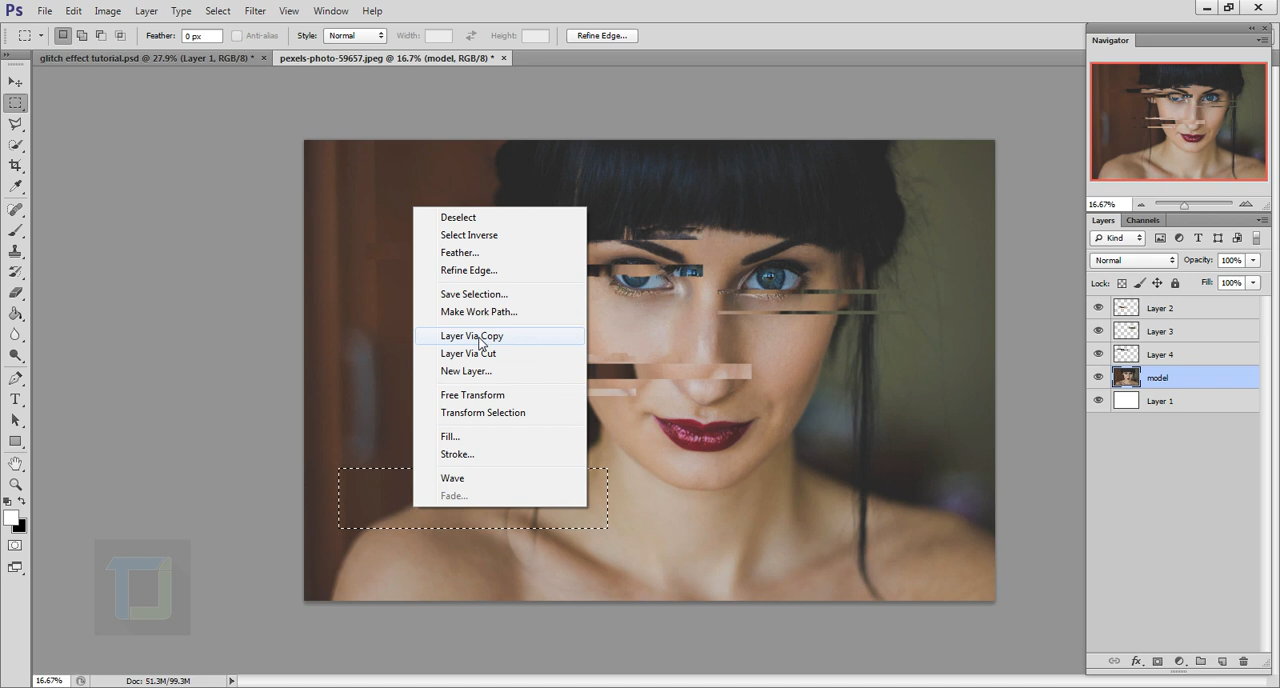 Ps File Edit Image Layer Type Select Filter View Window Help
Feather: 0 px Anti-alias Style: Normal Width: Height: Refine Edge...
glitch effect tutorial.psd @ 27.9% (Layer 1, RGB/8) * × pexels-photo-59657.jpeg @ 16.7% (model, RGB/8) * ×
Navigator
16.67%
Layers Channels
Kind
Normal Opacity: 100%
Lock: Fill: 100%
Layer 2
Layer 3
Layer 4
model
Layer 1
Deselect
Select Inverse
Feather...
Refine Edge...
Save Selection...
Make Work Path...
Layer Via Copy
Layer Via Cut
New Layer...
Free Transform
Transform Selection
Fill...
Stroke...
Wave
Fade...
16.67% Doc: 51.3M/99.3M